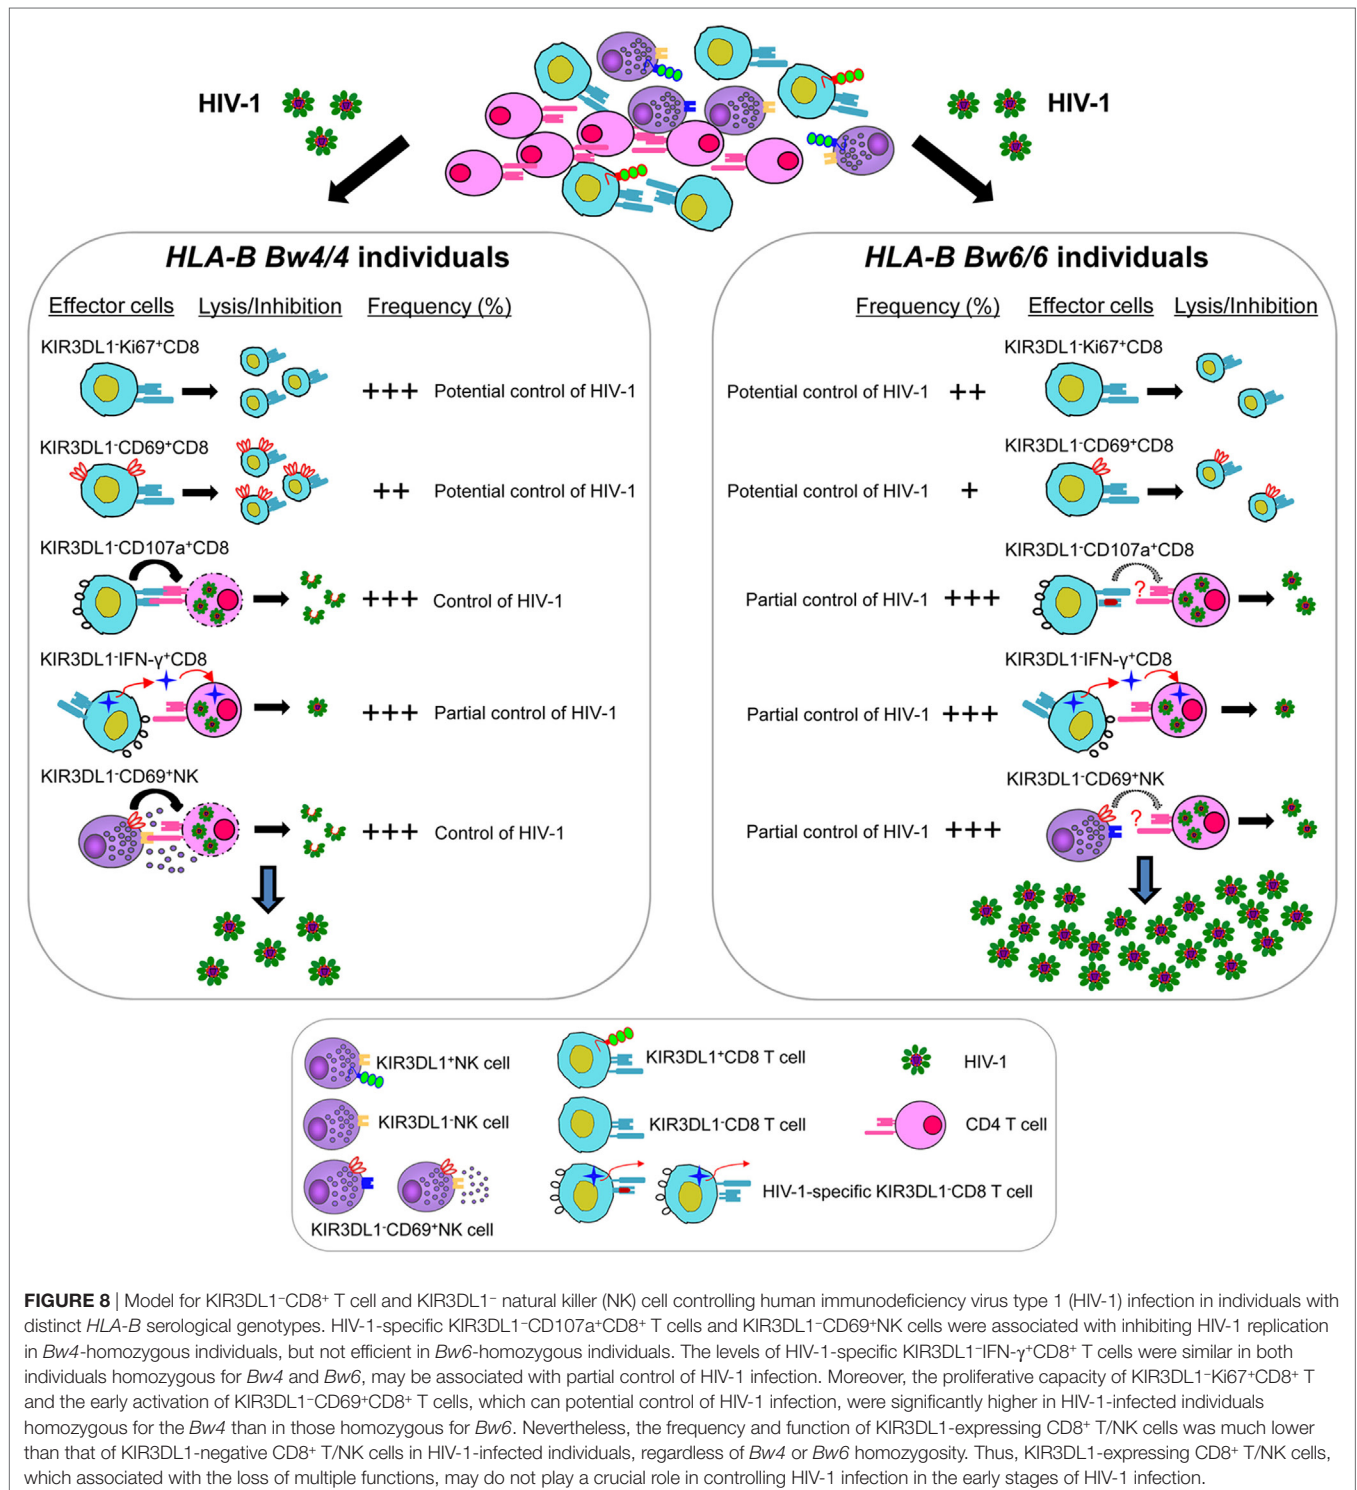 HIV-1
HIV-1
HLA-B Bw4/4 individuals
Effector cells Lysis/Inhibition Frequency (%)
KIR3DL1⁻Ki67⁺CD8
+++ Potential control of HIV-1
KIR3DL1⁻CD69⁺CD8
++ Potential control of HIV-1
KIR3DL1⁻CD107a⁺CD8
+++ Control of HIV-1
KIR3DL1⁻IFN-γ⁺CD8
+++ Partial control of HIV-1
KIR3DL1⁻CD69⁺NK
+++ Control of HIV-1
HLA-B Bw6/6 individuals
Frequency (%) Effector cells Lysis/Inhibition
KIR3DL1⁻Ki67⁺CD8
Potential control of HIV-1 ++
KIR3DL1⁻CD69⁺CD8
Potential control of HIV-1 +
KIR3DL1⁻CD107a⁺CD8
?
Partial control of HIV-1 +++
KIR3DL1⁻IFN-γ⁺CD8
Partial control of HIV-1 +++
KIR3DL1⁻CD69⁺NK
?
Partial control of HIV-1 +++
KIR3DL1⁺NK cell
KIR3DL1⁺CD8 T cell
HIV-1
KIR3DL1⁻NK cell
KIR3DL1⁻CD8 T cell
CD4 T cell
KIR3DL1⁻CD69⁺NK cell
HIV-1-specific KIR3DL1⁻CD8 T cell
FIGURE 8 | Model for KIR3DL1⁻CD8⁺ T cell and KIR3DL1⁻ natural killer (NK) cell controlling human immunodeficiency virus type 1 (HIV-1) infection in individuals with
distinct HLA-B serological genotypes. HIV-1-specific KIR3DL1⁻CD107a⁺CD8⁺ T cells and KIR3DL1⁻CD69⁺NK cells were associated with inhibiting HIV-1 replication
in Bw4-homozygous individuals, but not efficient in Bw6-homozygous individuals. The levels of HIV-1-specific KIR3DL1⁻IFN-γ⁺CD8⁺ T cells were similar in both
individuals homozygous for Bw4 and Bw6, may be associated with partial control of HIV-1 infection. Moreover, the proliferative capacity of KIR3DL1⁻Ki67⁺CD8⁺ T
and the early activation of KIR3DL1⁻CD69⁺CD8⁺ T cells, which can potential control of HIV-1 infection, were significantly higher in HIV-1-infected individuals
homozygous for the Bw4 than in those homozygous for Bw6. Nevertheless, the frequency and function of KIR3DL1-expressing CD8⁺ T/NK cells was much lower
than that of KIR3DL1-negative CD8⁺ T/NK cells in HIV-1-infected individuals, regardless of Bw4 or Bw6 homozygosity. Thus, KIR3DL1-expressing CD8⁺ T/NK cells,
which associated with the loss of multiple functions, may do not play a crucial role in controlling HIV-1 infection in the early stages of HIV-1 infection.